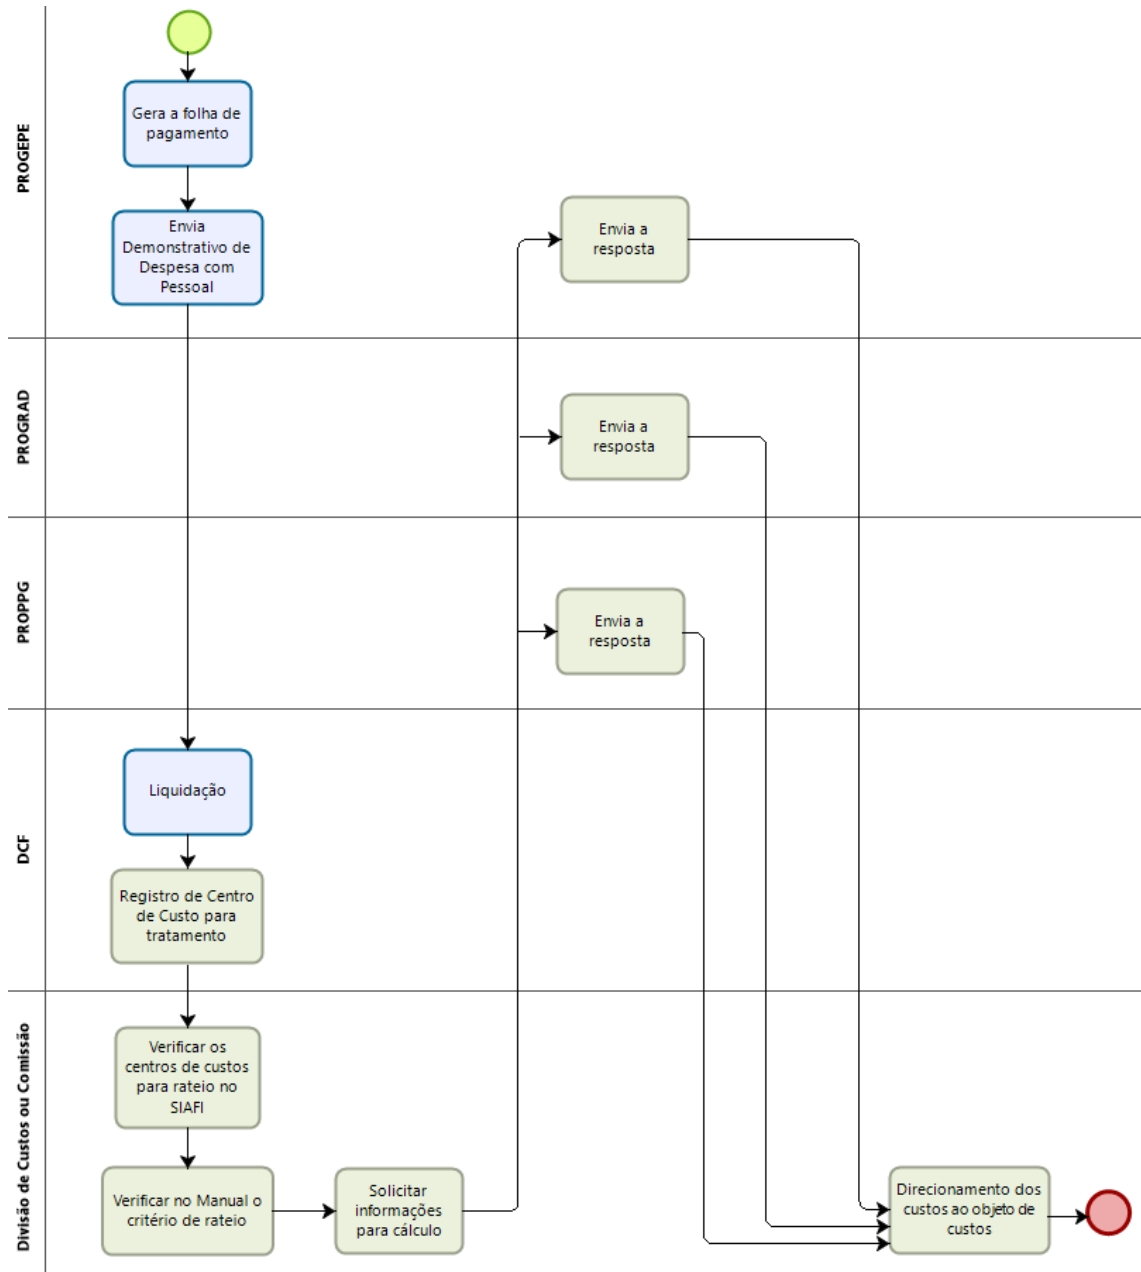 PROGEPE
Gera a folha de
pagamento
Envia
Demonstrativo de
Despesa com
Pessoal
Envia a
resposta
PROGRAD
Envia a
resposta
PROPPG
Envia a
resposta
DCF
Liquidação
Registro de Centro
de Custo para
tratamento
Divisão de Custos ou Comissão
Verificar os
centros de custos
para rateio no
SIAFI
Verificar no Manual o
critério de rateio
Solicitar
informações
para cálculo
Direcionamento dos
custos ao objeto de
custos